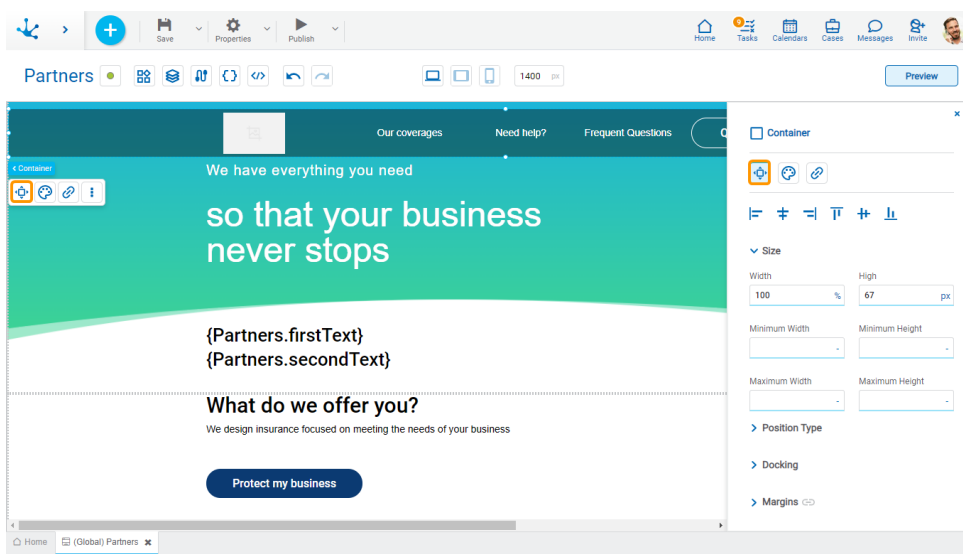 Save
Properties
Publish
Home
9
Tasks
Calendars
Cases
Messages
Invite
Partners
1400 px
Preview
Our coverages
Need help?
Frequent Questions
Container
We have everything you need
so that your business
never stops
{Partners.firstText}
{Partners.secondText}
What do we offer you?
We design insurance focused on meeting the needs of your business
Protect my business
Container
Size
Width
High
100 %
67 px
Minimum Width
Minimum Height
-
-
Maximum Width
Maximum Height
-
-
Position Type
Docking
Margins
Home
(Global) Partners